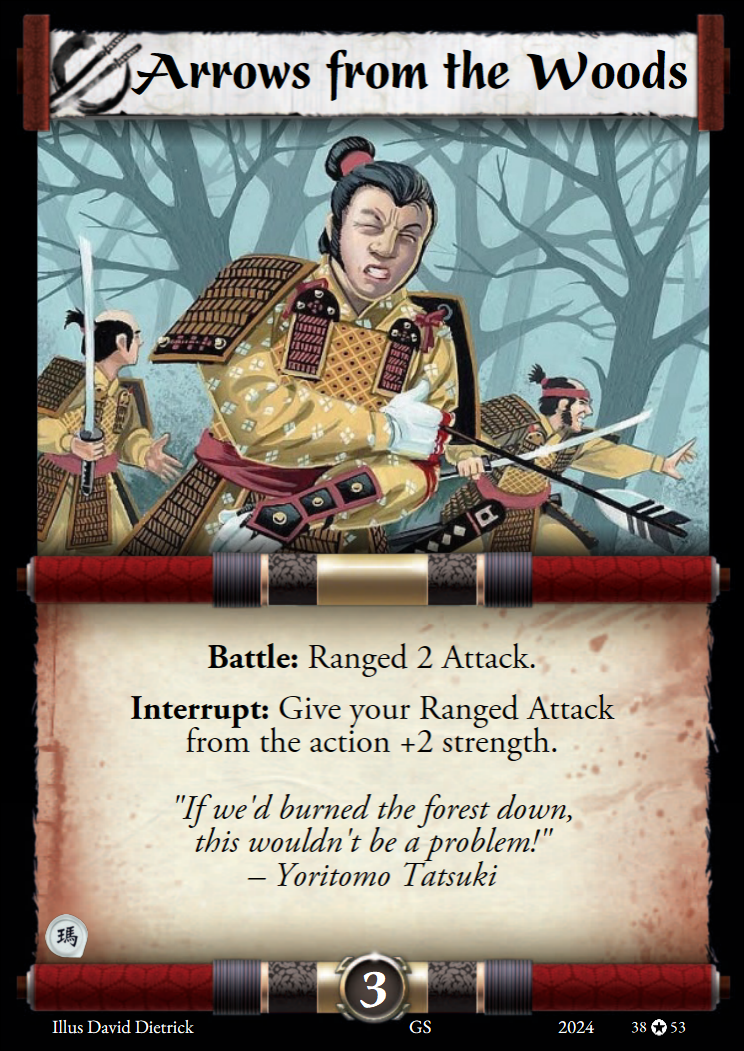 Arrows from the Woods
Battle: Ranged 2 Attack.
Interrupt: Give your Ranged Attack
from the action +2 strength.
"If we'd burned the forest down,
this wouldn't be a problem!"
– Yoritomo Tatsuki
瑪
3
Illus David Dietrick GS 2024 38 ✪ 53